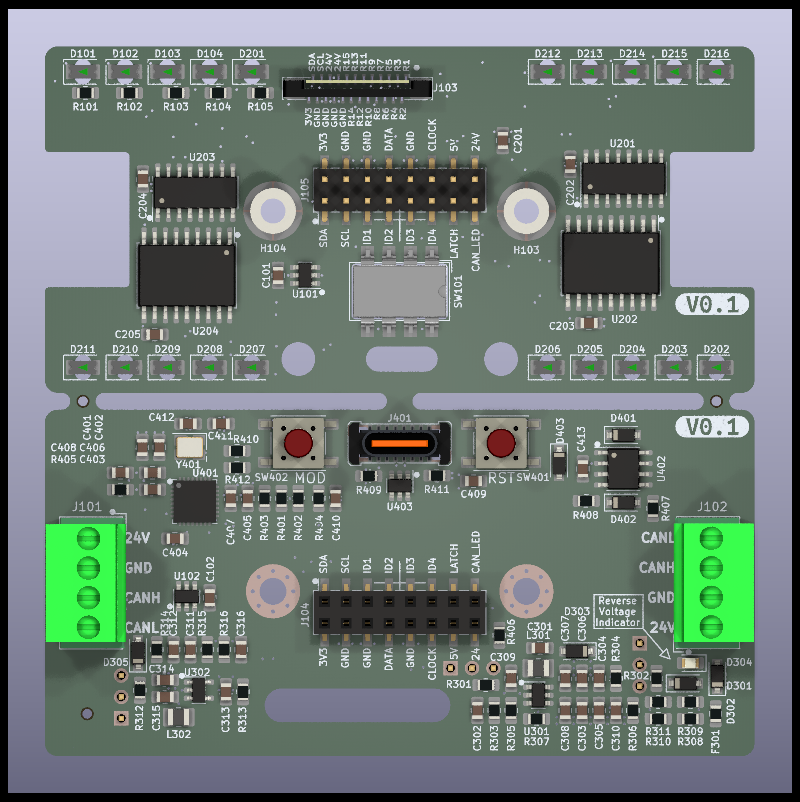 D101 D102 D103 D104 D201
D212 D213 D214 D215 D216
R101 R102 R103 R104 R105
SDA SCL 24V 24V R15 R13 R11 R9 R7 R5 R3 R1
J103
3V3 GND GND GND GND R14 R12 R10 R8 R6 R4 R2
3V3 GND GND DATA GND CLOCK 5V 24V
C201
U203
U201
C204
J105
C202
H104
H103
SDA SCL ID1 ID2 ID3 ID4 LATCH CAN_LED
C101
U101
SW101
C205
U204
C203
U202
V0.1
D211 D210 D209 D208 D207
D206 D205 D204 D203 D202
C401
C402
C412
C411
J401
V0.1
C408 C406
R405 C403
Y401
R410
SW402
MOD
RST
SW401
D403
C413
D401
U402
U401
R412
R409
U403
R411
C409
R408
D402
R407
C407 C405 R403 R401 R402 R404 C410
J101
C404
J102
24V
GND
CANH
CANL
CANL
CANH
GND
24V
U102
C102
SDA SCL ID1 ID2 ID3 ID4 LATCH CAN_LED
J104
3V3 GND GND DATA GND CLOCK 5V 24V
R406
Reverse
Voltage
Indicator
R314 C312 C311 R315 R316 C316
D305
C314
U302
R312
C315
L302
C313
R313
C301
L301
C309
R301
C307
D303
C306
C304
R304
R302
D304
D301
D302
C302 R303 R305
U301
R307
C308 C303 C305 C310 R306
R311
R310
R309
R308
F301